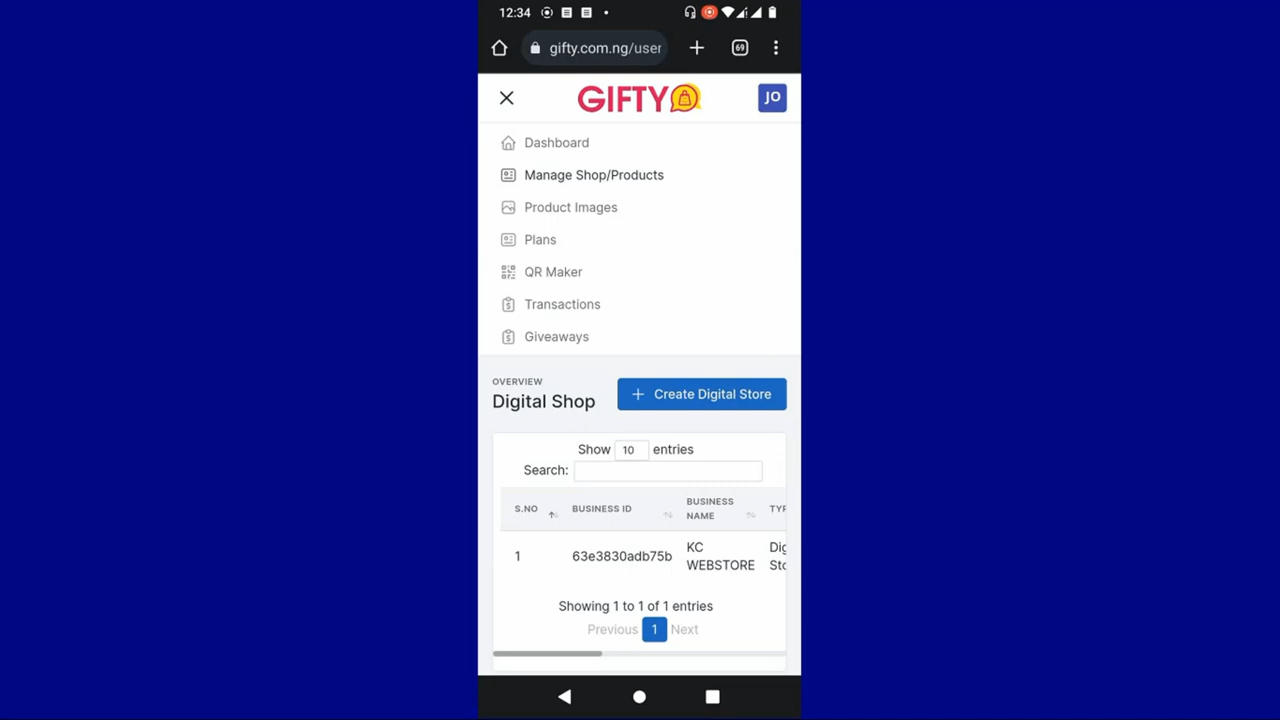 12:34
gifty.com.ng/user
69
GIFTY
JO
Dashboard
Manage Shop/Products
Product Images
Plans
QR Maker
Transactions
Giveaways
OVERVIEW
Digital Shop
Create Digital Store
Show 10 entries
Search:
S.NO BUSINESS ID BUSINESS NAME TYP
1 63e3830adb75b KC WEBSTORE Dig Sto
Showing 1 to 1 of 1 entries
Previous 1 Next